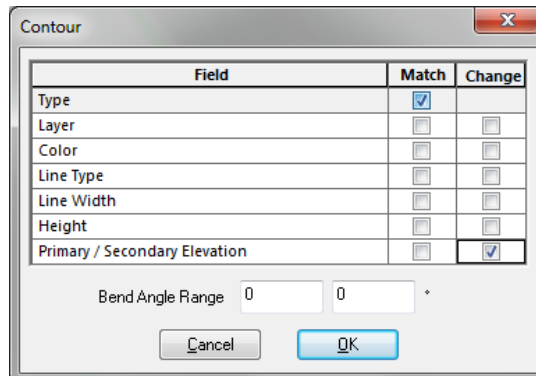 Contour
Field Match Change
Type
Layer
Color
Line Type
Line Width
Height
Primary / Secondary Elevation
Bend Angle Range 0 0 °
Cancel OK